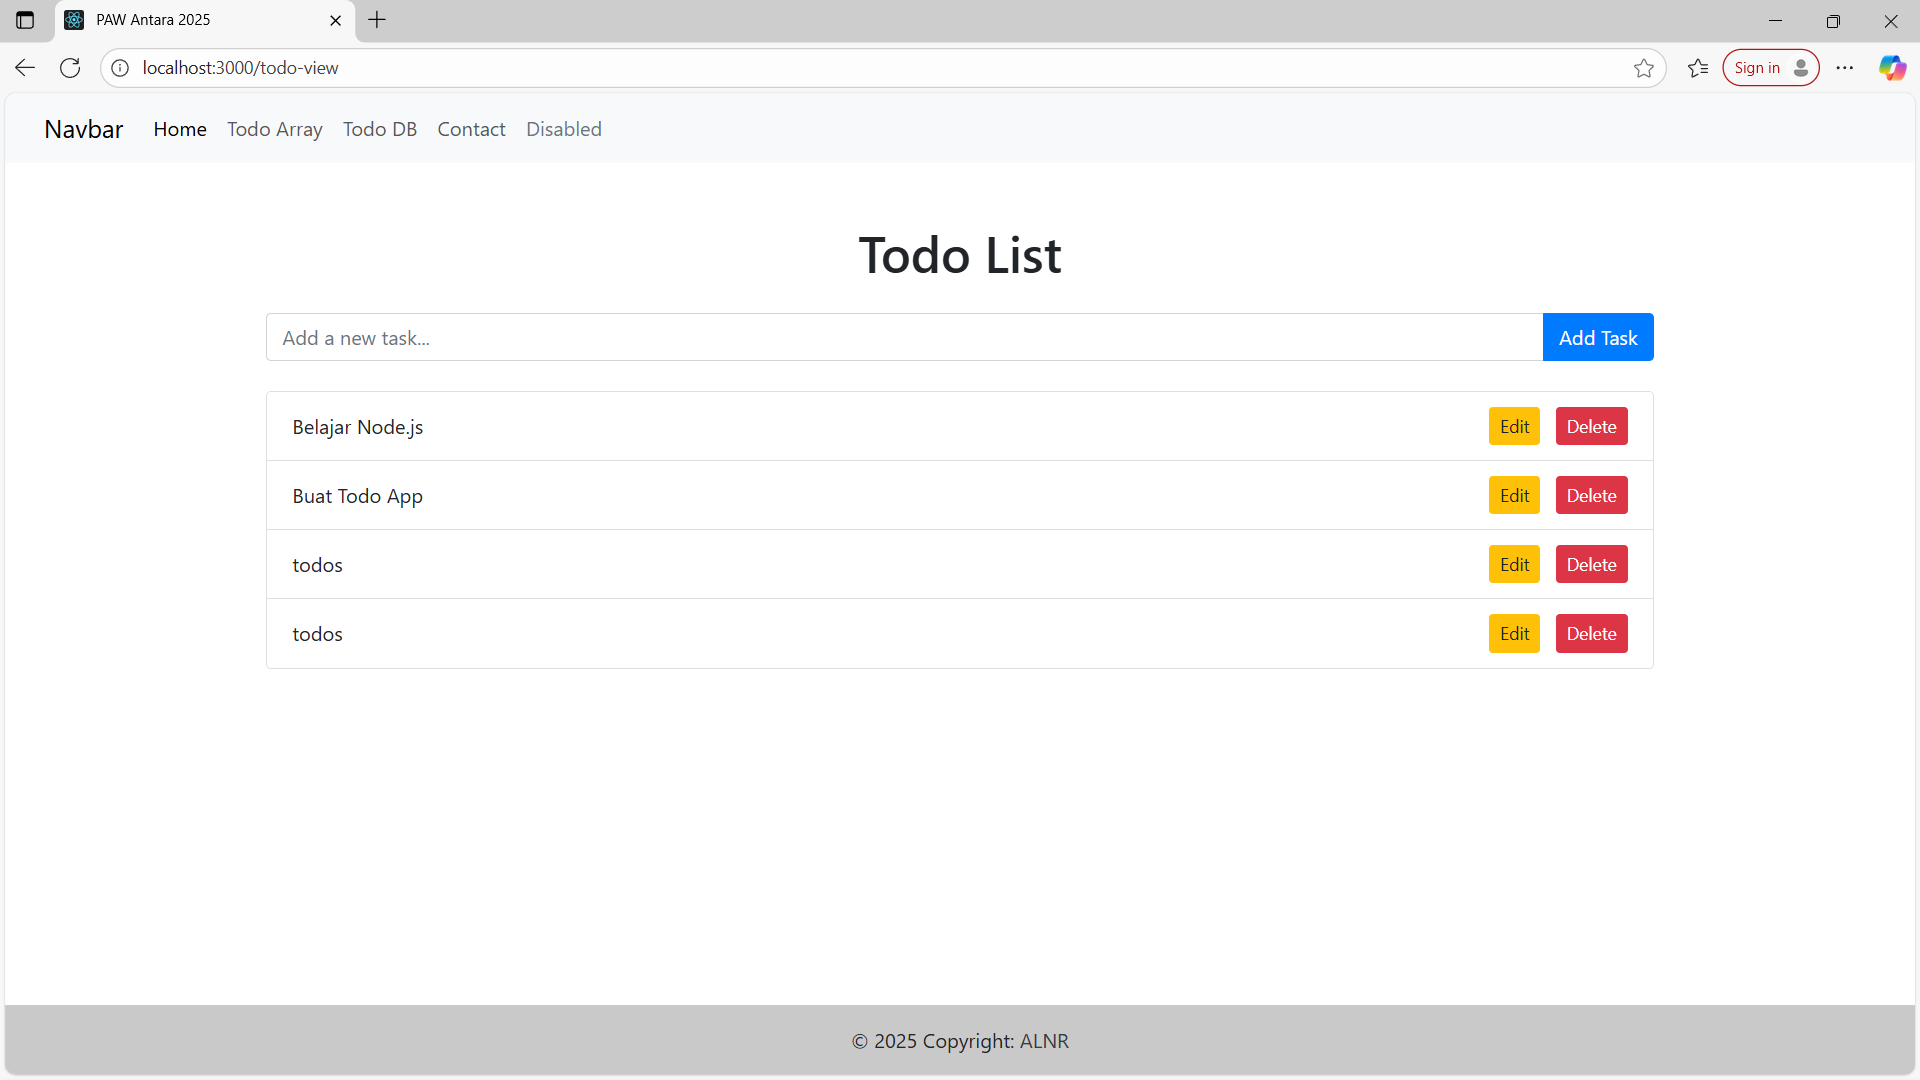 PAW Antara 2025
localhost:3000/todo-view
Sign in
Navbar Home Todo Array Todo DB Contact Disabled
Todo List
Add a new task...
Add Task
Belajar Node.js
Edit Delete
Buat Todo App
Edit Delete
todos
Edit Delete
todos
Edit Delete
© 2025 Copyright: ALNR